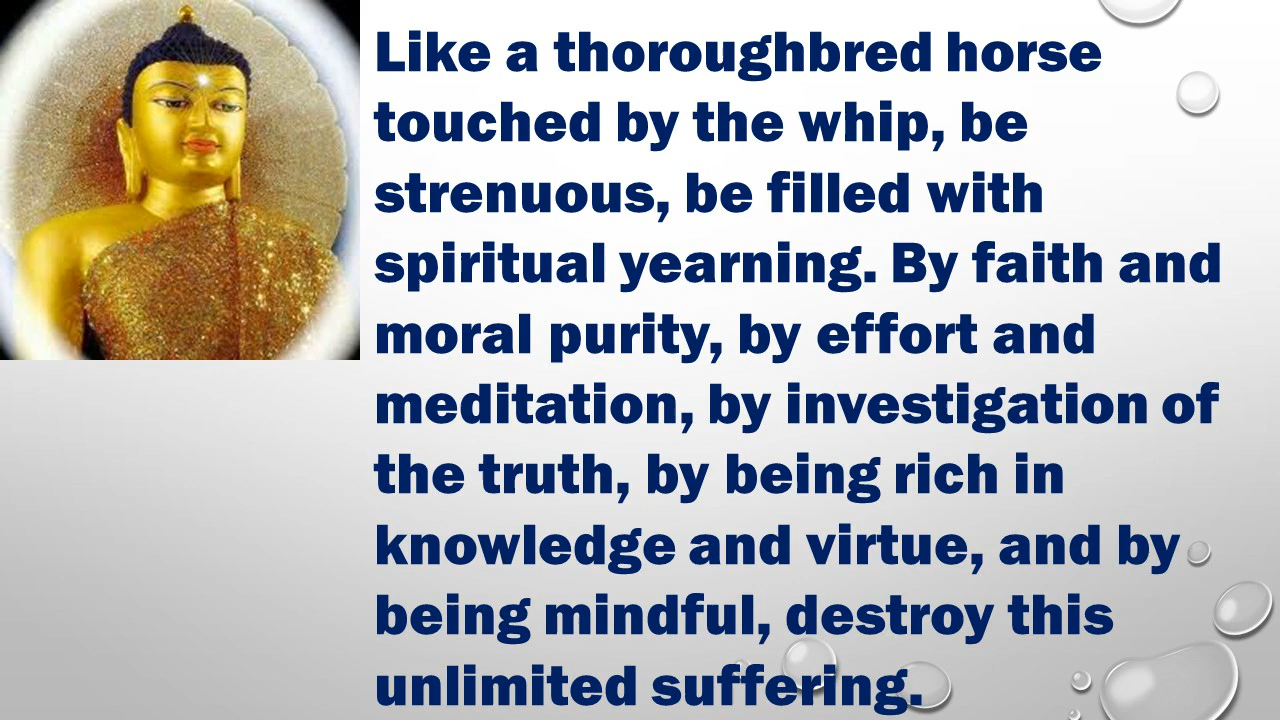 Like a thoroughbred horse
touched by the whip, be
strenuous, be filled with
spiritual yearning. By faith and
moral purity, by effort and
meditation, by investigation of
the truth, by being rich in
knowledge and virtue, and by
being mindful, destroy this
unlimited suffering.